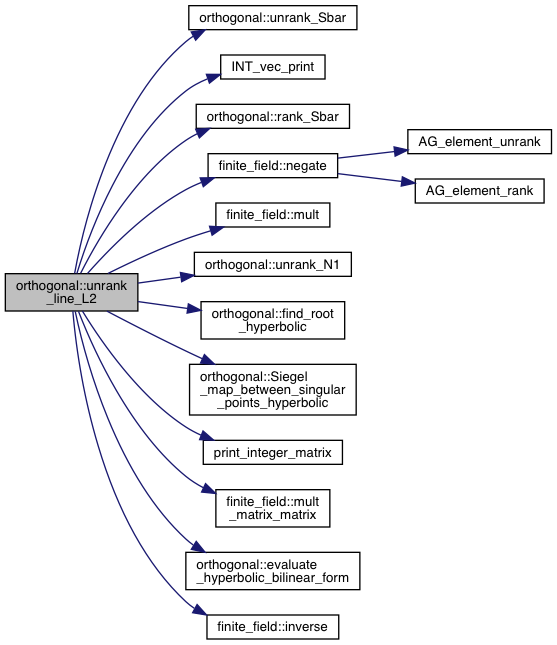 orthogonal::unrank_Sbar
INT_vec_print
orthogonal::rank_Sbar
finite_field::negate
AG_element_unrank
AG_element_rank
finite_field::mult
orthogonal::unrank_N1
orthogonal::unrank
_line_L2
orthogonal::find_root
_hyperbolic
orthogonal::Siegel
_map_between_singular
_points_hyperbolic
print_integer_matrix
finite_field::mult
_matrix_matrix
orthogonal::evaluate
_hyperbolic_bilinear_form
finite_field::inverse